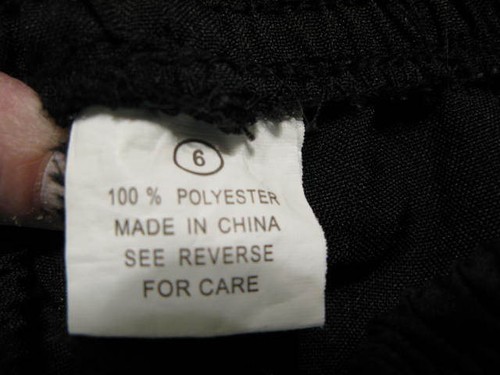 6
100 % POLYESTER
MADE IN CHINA
SEE REVERSE
FOR CARE